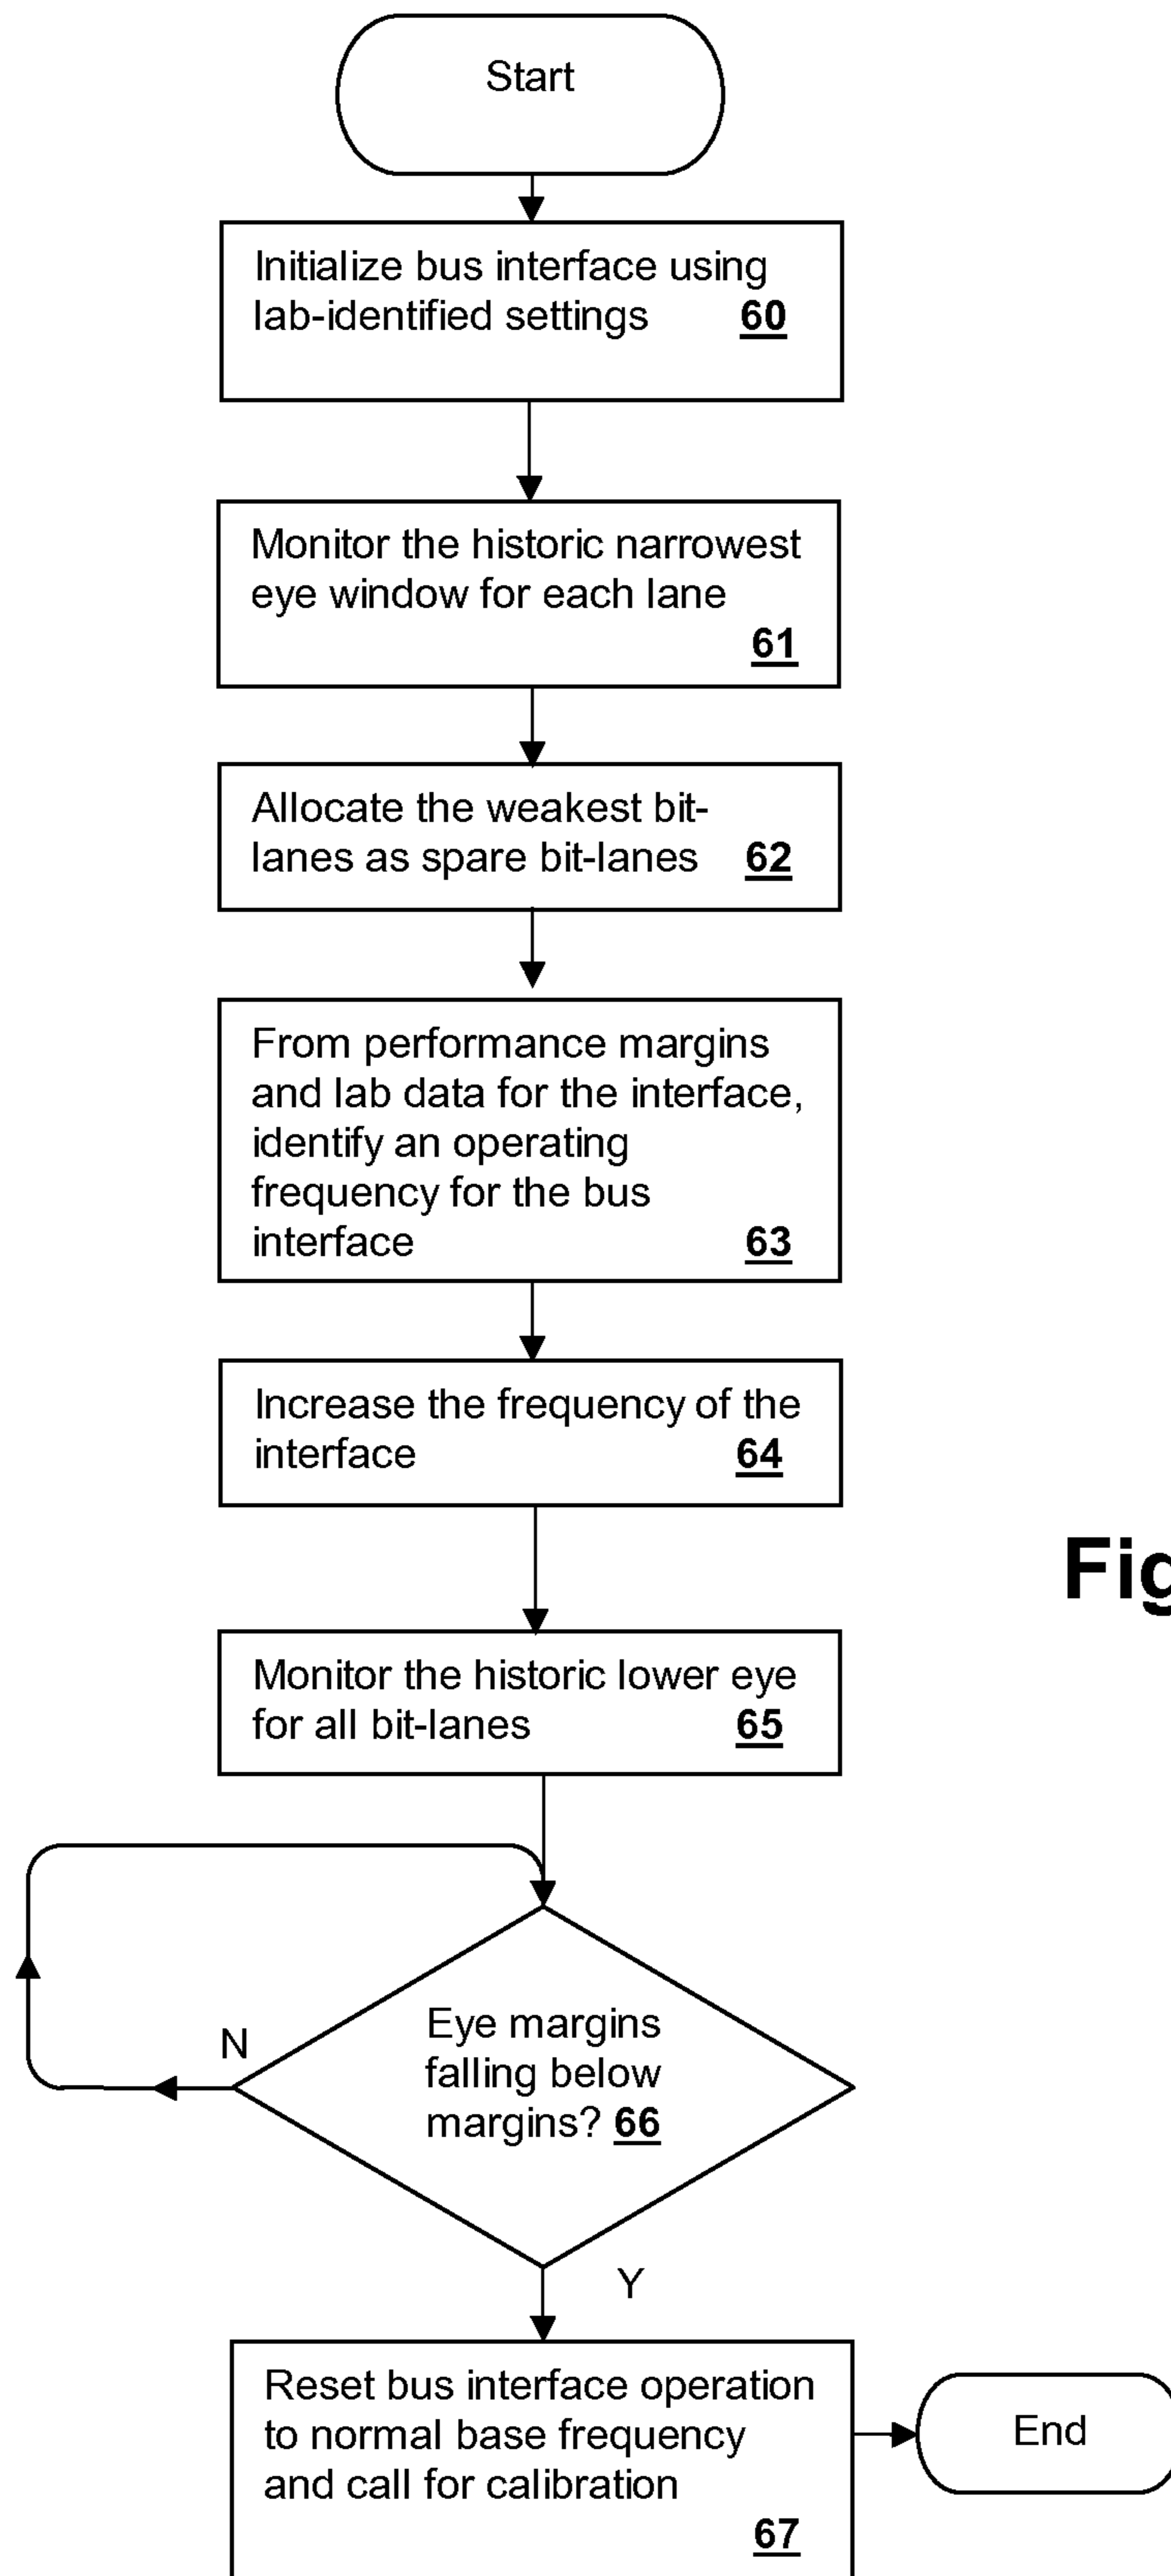 Start
Initialize bus interface using
lab-identified settings 60
Monitor the historic narrowest
eye window for each lane
61
Allocate the weakest bit-
lanes as spare bit-lanes 62
From performance margins
and lab data for the interface,
identify an operating
frequency for the bus
interface 63
Increase the frequency of the
interface 64
Fig
Monitor the historic lower eye
for all bit-lanes 65
N
Eye margins
falling below
margins? 66
Y
Reset bus interface operation
to normal base frequency
and call for calibration
67
End